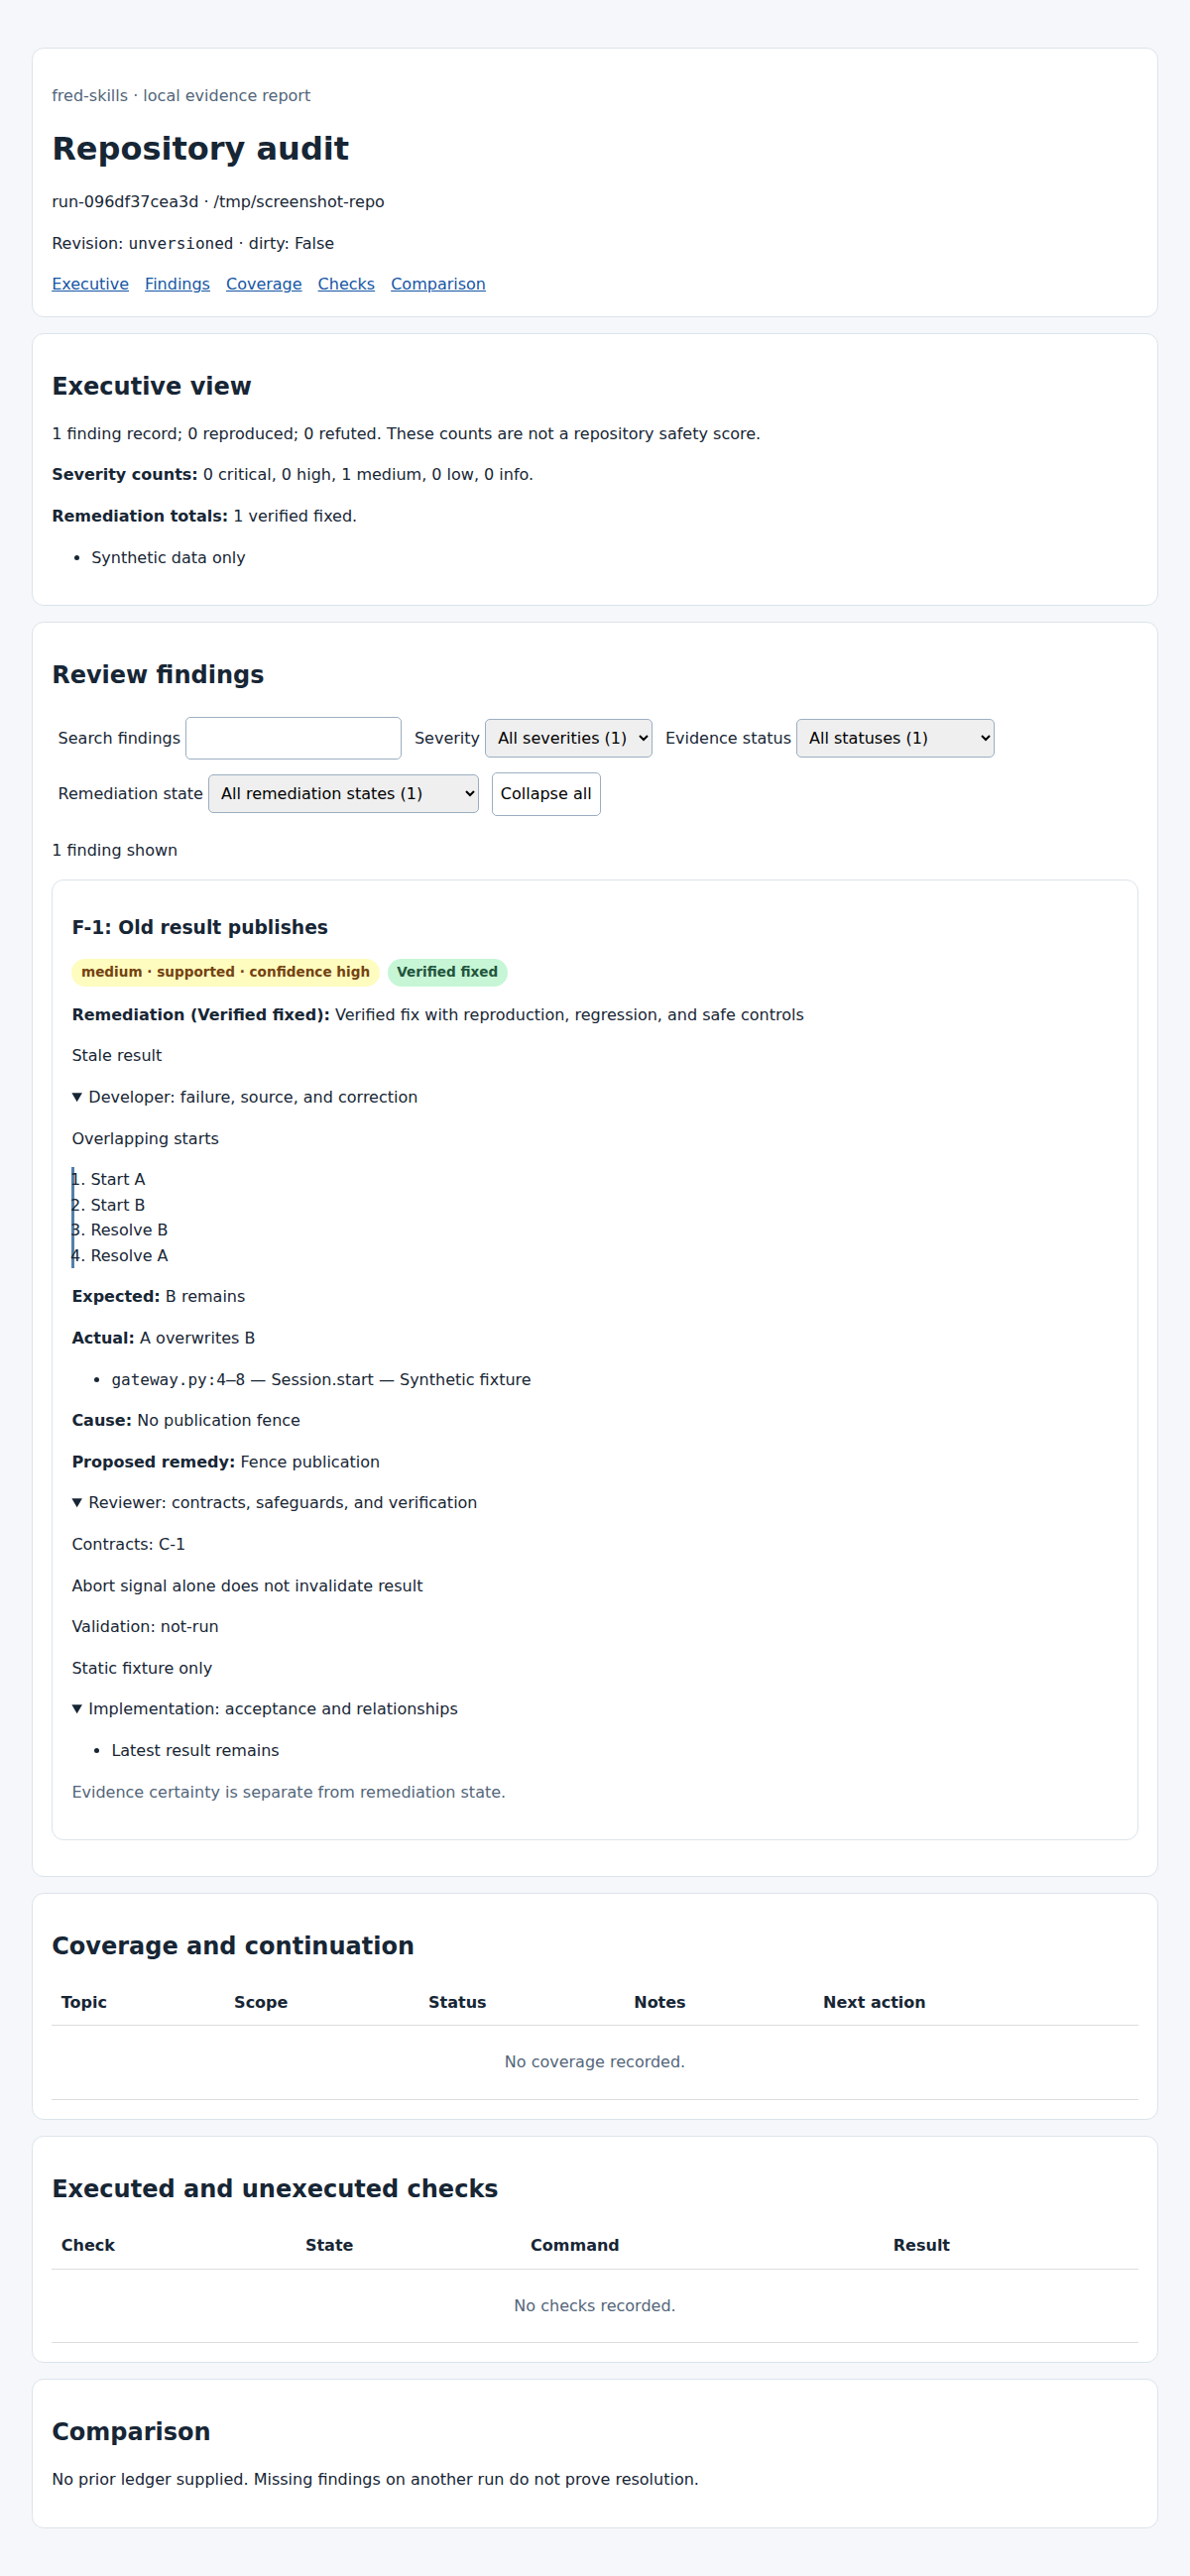 fred-skills · local evidence report
Repository audit
run-096df37cea3d · /tmp/screenshot-repo
Revision: unversioned · dirty: False
Executive Findings Coverage Checks Comparison
Executive view
1 finding record; 0 reproduced; 0 refuted. These counts are not a repository safety score.
Severity counts: 0 critical, 0 high, 1 medium, 0 low, 0 info.
Remediation totals: 1 verified fixed.
• Synthetic data only
Review findings
Search findings Severity All severities (1) Evidence status All statuses (1)
Remediation state All remediation states (1) Collapse all
1 finding shown
F-1: Old result publishes
medium · supported · confidence high Verified fixed
Remediation (Verified fixed): Verified fix with reproduction, regression, and safe controls
Stale result
▼ Developer: failure, source, and correction
Overlapping starts
1. Start A
2. Start B
3. Resolve B
4. Resolve A
Expected: B remains
Actual: A overwrites B
• gateway.py:4–8 — Session.start — Synthetic fixture
Cause: No publication fence
Proposed remedy: Fence publication
▼ Reviewer: contracts, safeguards, and verification
Contracts: C-1
Abort signal alone does not invalidate result
Validation: not-run
Static fixture only
▼ Implementation: acceptance and relationships
• Latest result remains
Evidence certainty is separate from remediation state.
Coverage and continuation
Topic Scope Status Notes Next action
No coverage recorded.
Executed and unexecuted checks
Check State Command Result
No checks recorded.
Comparison
No prior ledger supplied. Missing findings on another run do not prove resolution.